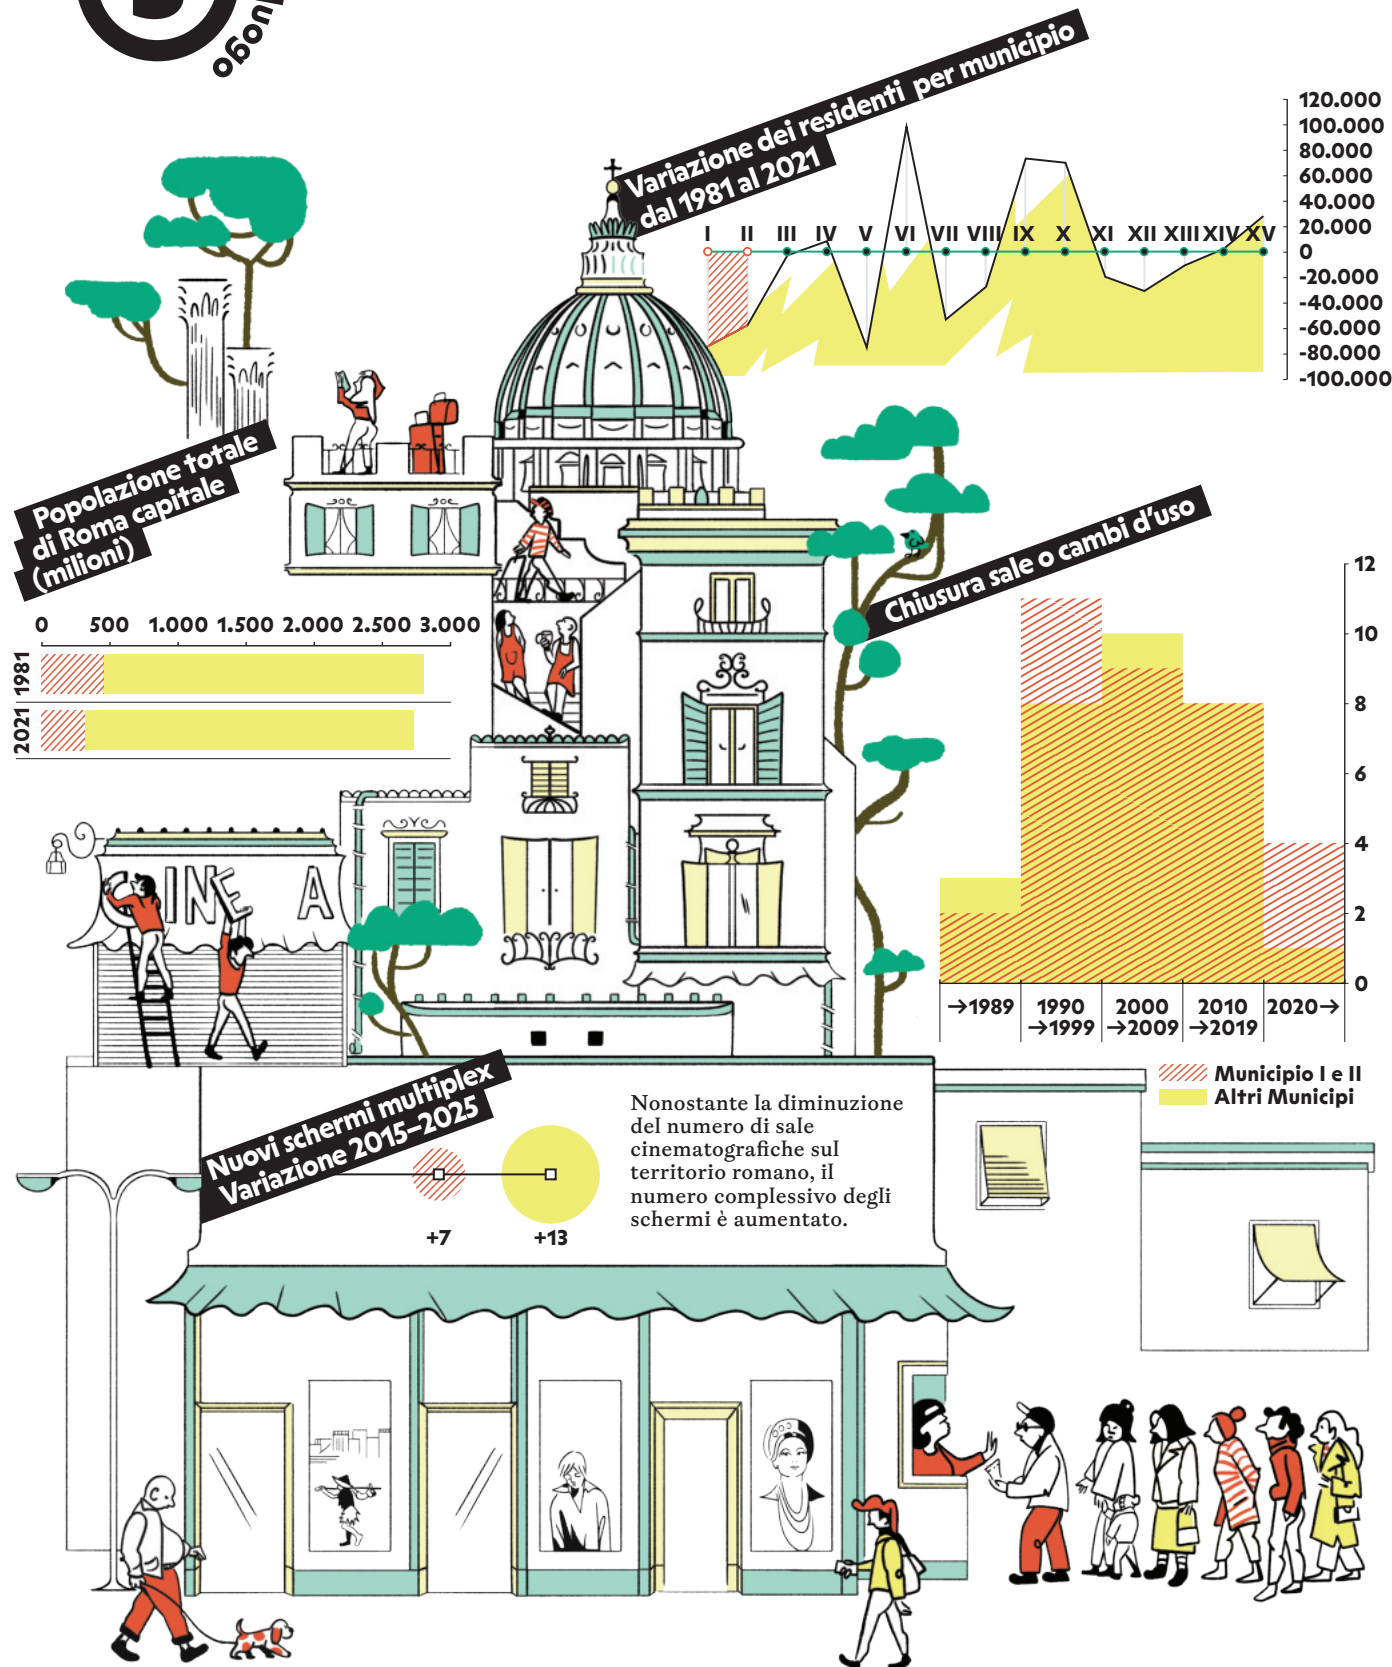 luogo
Variazione dei residenti per municipio
dal 1981 al 2021
120.000
100.000
80.000
60.000
40.000
20.000
0
-20.000
-40.000
-60.000
-80.000
-100.000
I II III IV V VI VII VIII IX X XI XII XIII XIV XV
Popolazione totale
di Roma capitale
(milioni)
0 500 1.000 1.500 2.000 2.500 3.000
1981
2021
Chiusura sale o cambi d'uso
12
10
8
6
4
2
0
→1989
1990
→1999
2000
→2009
2010
→2019
2020→
Municipio I e II
Altri Municipi
CINE A
Nuovi schermi multiplex
Variazione 2015–2025
+7
+13
Nonostante la diminuzione
del numero di sale
cinematografiche sul
territorio romano, il
numero complessivo degli
schermi è aumentato.